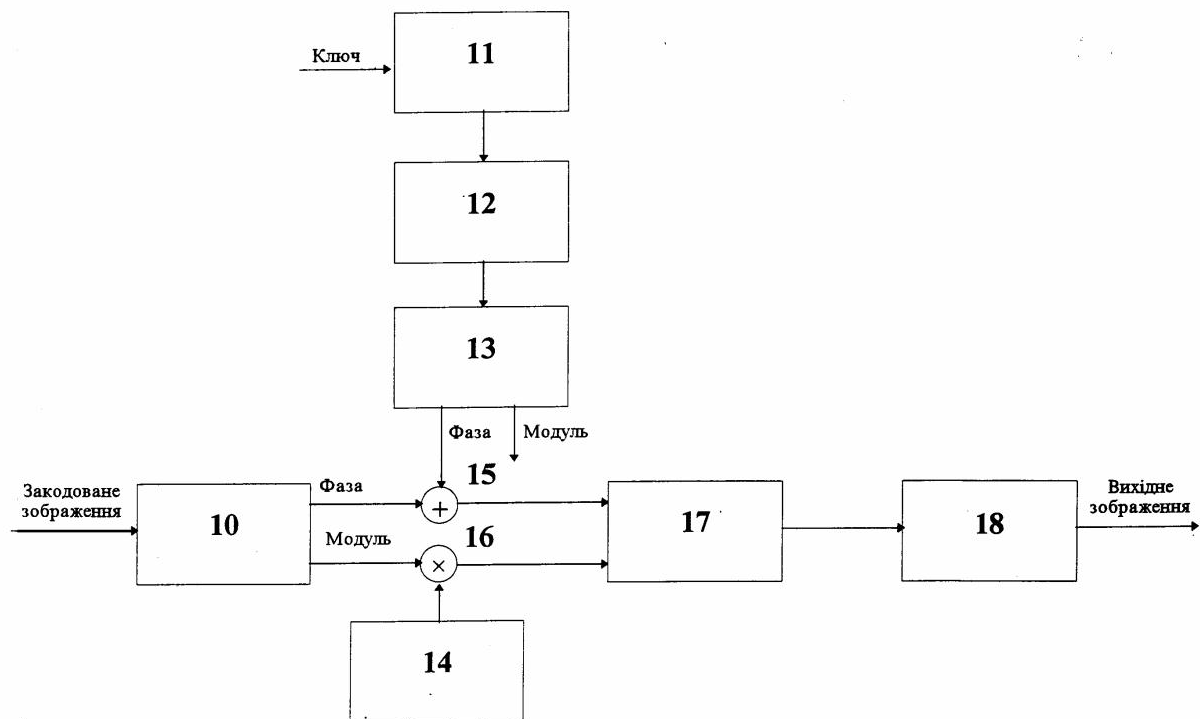 11
Ключ
12
13
Фаза
Модуль
15
Закодоване
зображення
10
Фаза
+
Модуль
16
×
17
18
Вихідне
зображення
14